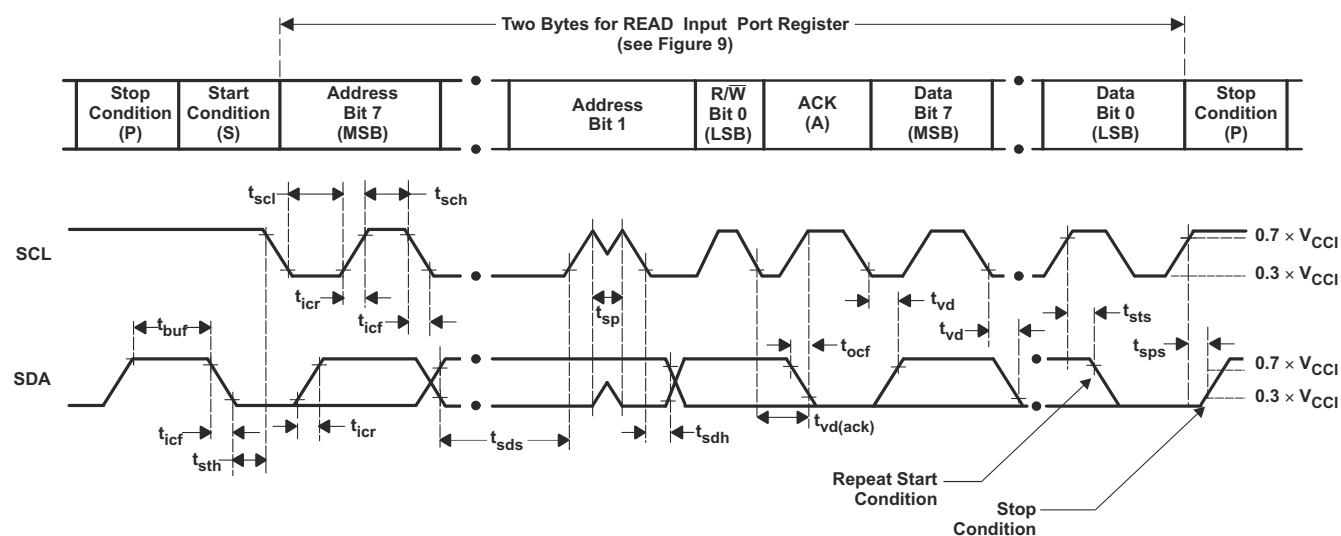 Two Bytes for READ Input Port Register
(see Figure 9)
Stop
Condition
(P)
Start
Condition
(S)
Address
Bit 7
(MSB)
Address
Bit 1
R/W̅
Bit 0
(LSB)
ACK
(A)
Data
Bit 7
(MSB)
Data
Bit 0
(LSB)
Stop
Condition
(P)
tscl
tsch
SCL
0.7 × VCCI
0.3 × VCCI
ticr
ticf
tbuf
tsp
tocf
tvd
tvd
tsts
tsps
SDA
0.7 × VCCI
0.3 × VCCI
ticf
ticr
tsth
tsds
tsdh
tvd(ack)
Repeat Start
Condition
Stop
Condition